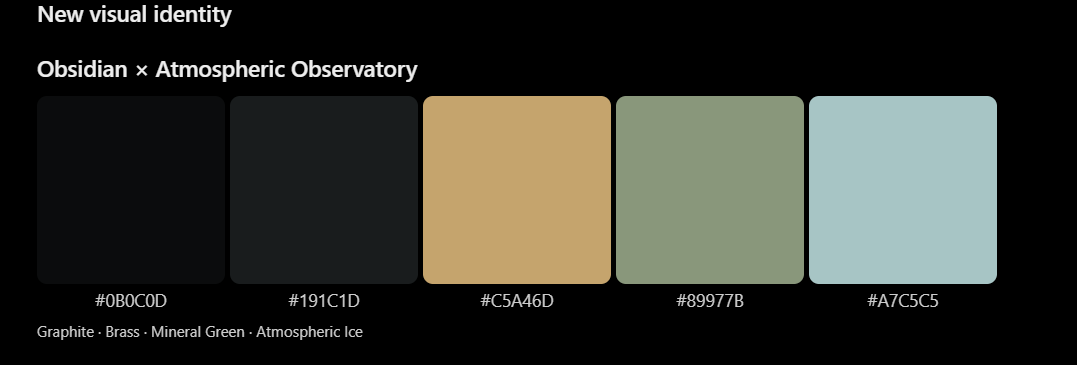 New visual identity
Obsidian × Atmospheric Observatory
#0B0C0D #191C1D #C5A46D #89977B #A7C5C5
Graphite · Brass · Mineral Green · Atmospheric Ice